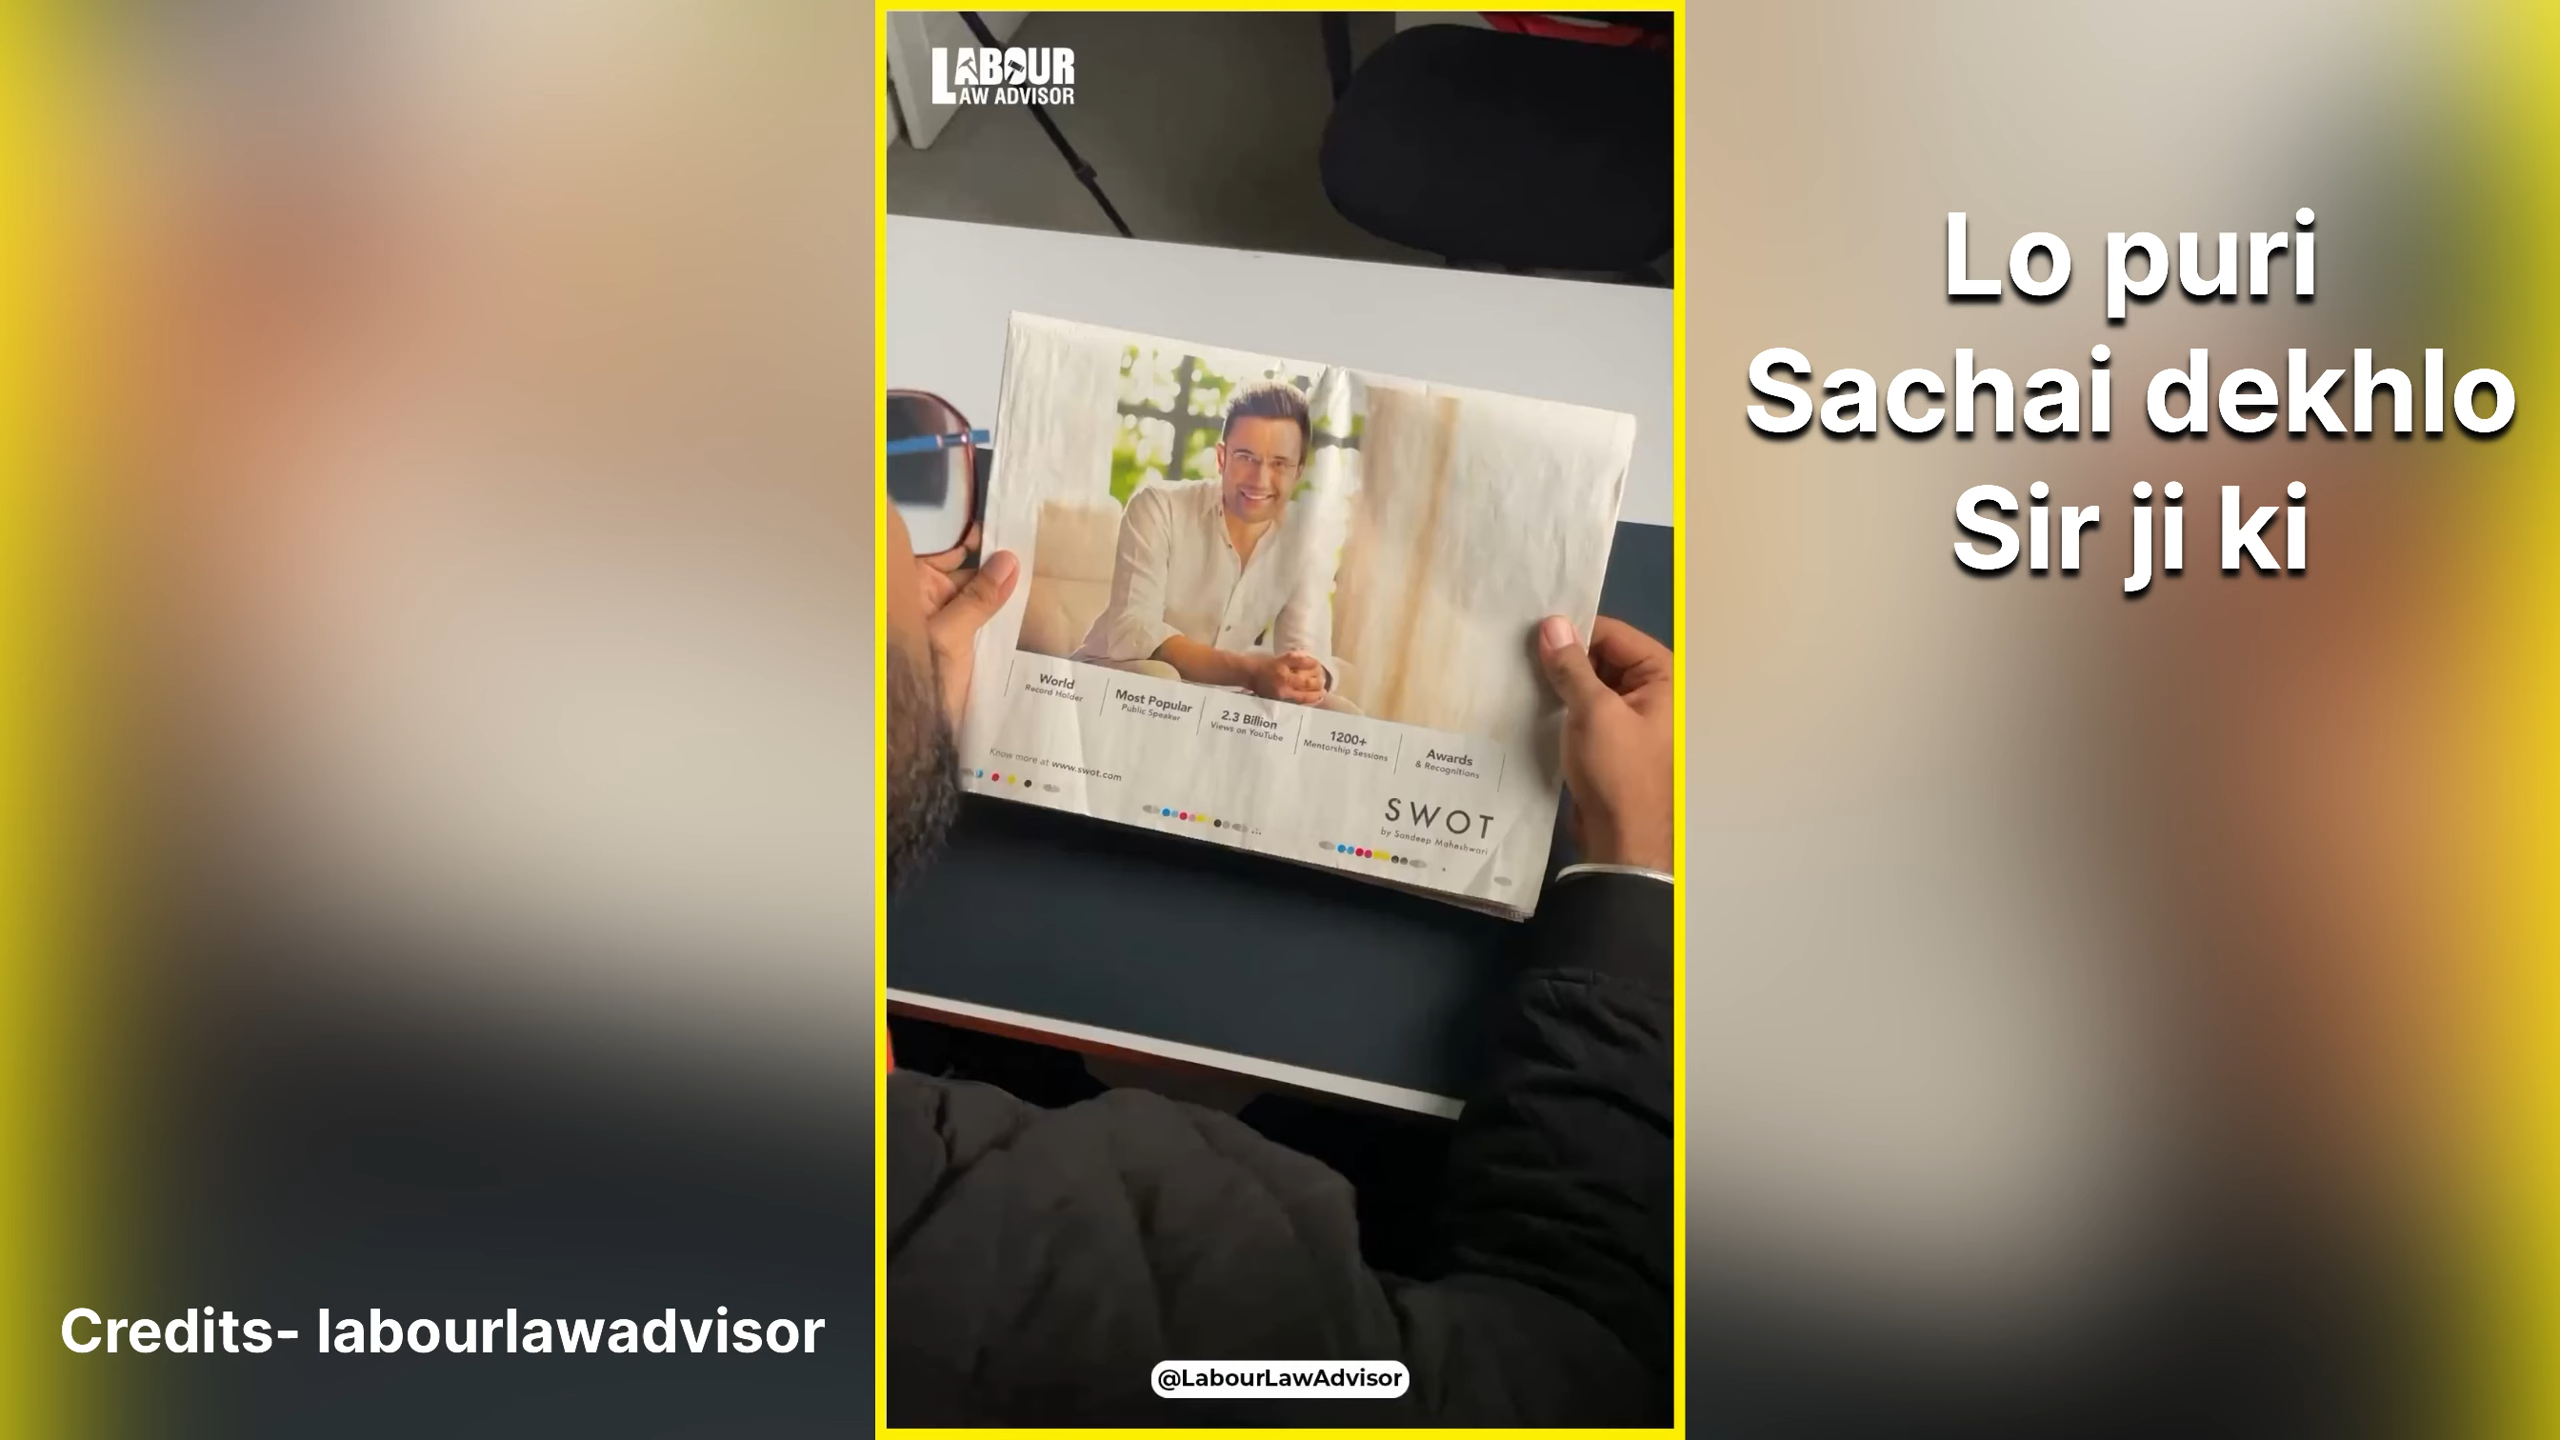 LABOUR
LAW ADVISOR
Lo puri
Sachai dekhlo
Sir ji ki
World
Record Holder
Most Popular
Public Speaker
2.3 Billion
Views on YouTube
1200+
Mentorship Sessions
Awards
& Recognitions
Know more at www.swot.com
SWOT
by Sandeep Maheshwari
Credits- labourlawadvisor
@LabourLawAdvisor